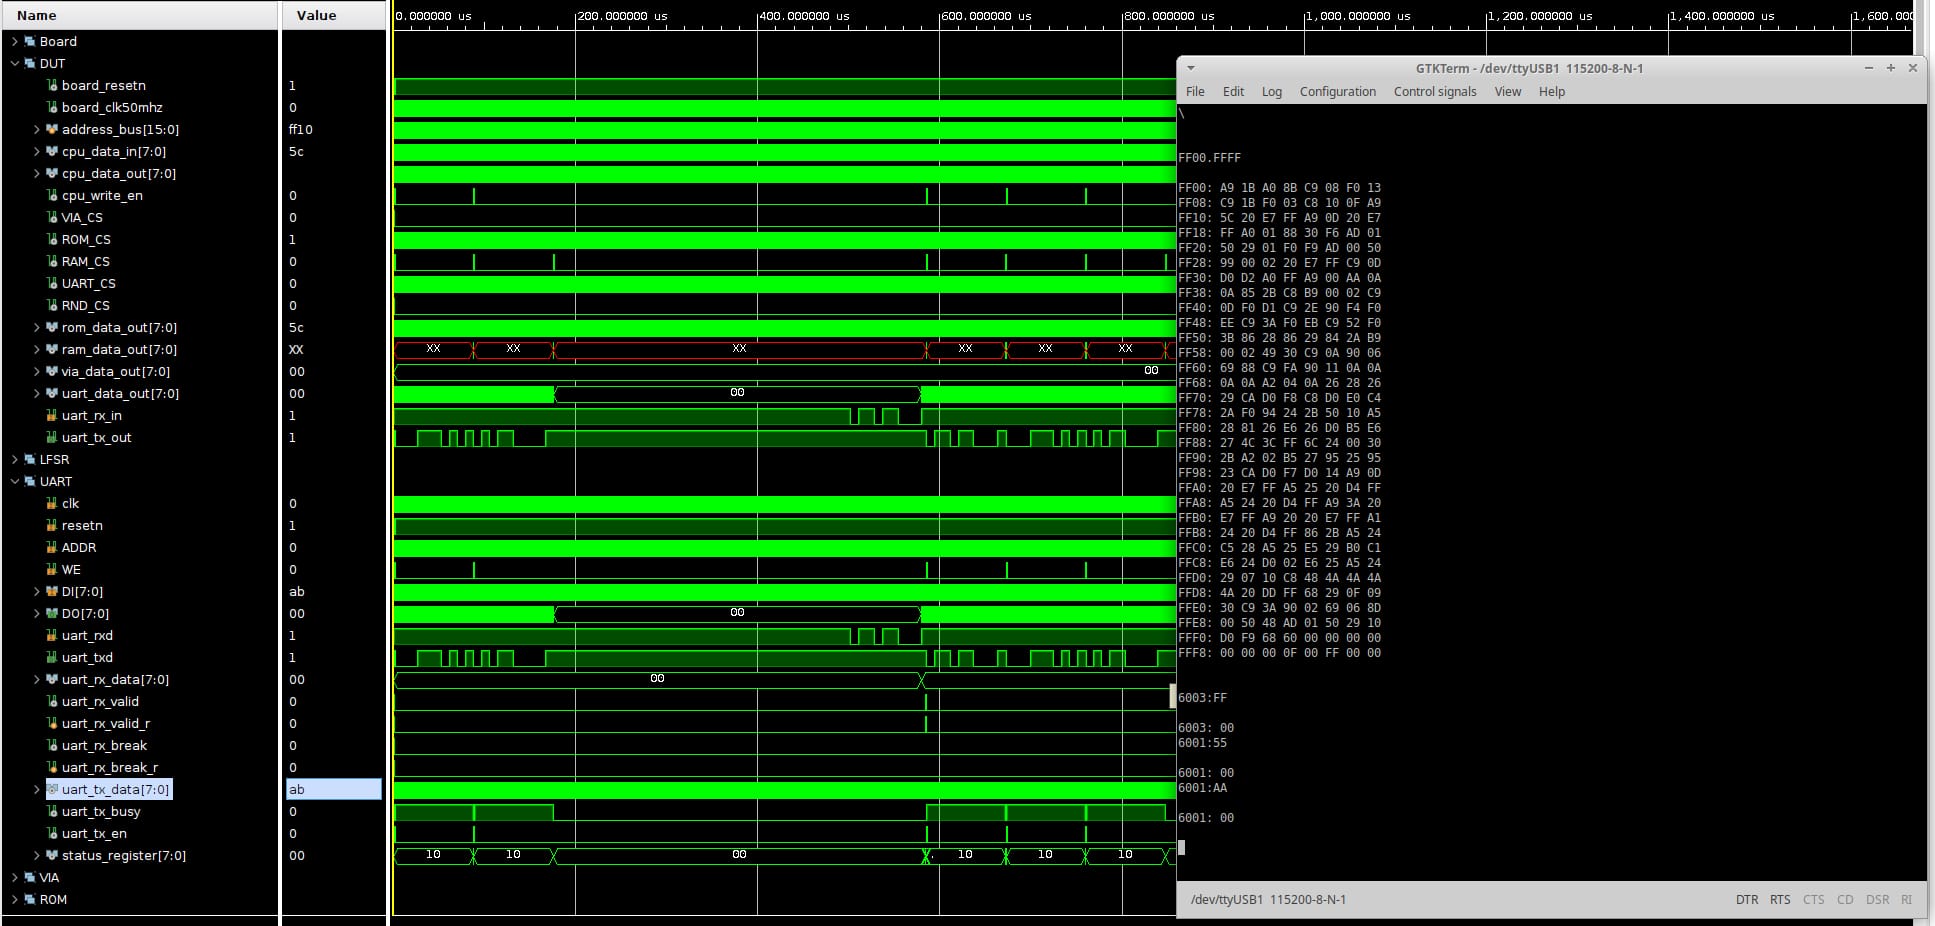 Name Value
0.000000 us 200.000000 us 400.000000 us 600.000000 us 800.000000 us 1,000.000000 us 1,200.000000 us 1,400.000000 us 1,600.000
Board
DUT
board_resetn 1
board_clk50mhz 0
address_bus[15:0] ff10
cpu_data_in[7:0] 5c
cpu_data_out[7:0]
cpu_write_en 0
VIA_CS 0
ROM_CS 1
RAM_CS 0
UART_CS 0
RND_CS 0
rom_data_out[7:0] 5c
ram_data_out[7:0] XX XX XX XX XX XX XX
via_data_out[7:0] 00 00
uart_data_out[7:0] 00 00
uart_rx_in 1
uart_tx_out 1
LFSR
UART
clk 0
resetn 1
ADDR 0
WE 0
DI[7:0] ab
DO[7:0] 00 00
uart_rxd 1
uart_txd 1
uart_rx_data[7:0] 00 00
uart_rx_valid 0
uart_rx_valid_r 0
uart_rx_break 0
uart_rx_break_r 0
uart_tx_data[7:0] ab
uart_tx_busy 0
uart_tx_en 0
status_register[7:0] 00 10 10 00 . 10 10 10
VIA
ROM
GTKTerm - /dev/ttyUSB1 115200-8-N-1
File Edit Log Configuration Control signals View Help
\
FF00.FFFF
FF00: A9 1B A0 8B C9 08 F0 13
FF08: C9 1B F0 03 C8 10 0F A9
FF10: 5C 20 E7 FF A9 0D 20 E7
FF18: FF A0 01 88 30 F6 AD 01
FF20: 50 29 01 F0 F9 AD 00 50
FF28: 99 00 02 20 E7 FF C9 0D
FF30: D0 D2 A0 FF A9 00 AA 0A
FF38: 0A 85 2B C8 B9 00 02 C9
FF40: 0D F0 D1 C9 2E 90 F4 F0
FF48: EE C9 3A F0 EB C9 52 F0
FF50: 3B 86 28 86 29 84 2A B9
FF58: 00 02 49 30 C9 0A 90 06
FF60: 69 88 C9 FA 90 11 0A 0A
FF68: 0A 0A A2 04 0A 26 28 26
FF70: 29 CA D0 F8 C8 D0 E0 C4
FF78: 2A F0 94 24 2B 50 10 A5
FF80: 28 81 26 E6 26 D0 B5 E6
FF88: 27 4C 3C FF 6C 24 00 30
FF90: 2B A2 02 B5 27 95 25 95
FF98: 23 CA D0 F7 D0 14 A9 0D
FFA0: 20 E7 FF A5 25 20 D4 FF
FFA8: A5 24 20 D4 FF A9 3A 20
FFB0: E7 FF A9 20 20 E7 FF A1
FFB8: 24 20 D4 FF 86 2B A5 24
FFC0: C5 28 A5 25 E5 29 B0 C1
FFC8: E6 24 D0 02 E6 25 A5 24
FFD0: 29 07 10 C8 48 4A 4A 4A
FFD8: 4A 20 DD FF 68 29 0F 09
FFE0: 30 C9 3A 90 02 69 06 8D
FFE8: 00 50 48 AD 01 50 29 10
FFF0: D0 F9 68 60 00 00 00 00
FFF8: 00 00 00 0F 00 FF 00 00
6003:FF
6003: 00
6001:55
6001: 00
6001:AA
6001: 00
/dev/ttyUSB1 115200-8-N-1 DTR RTS CTS CD DSR RI